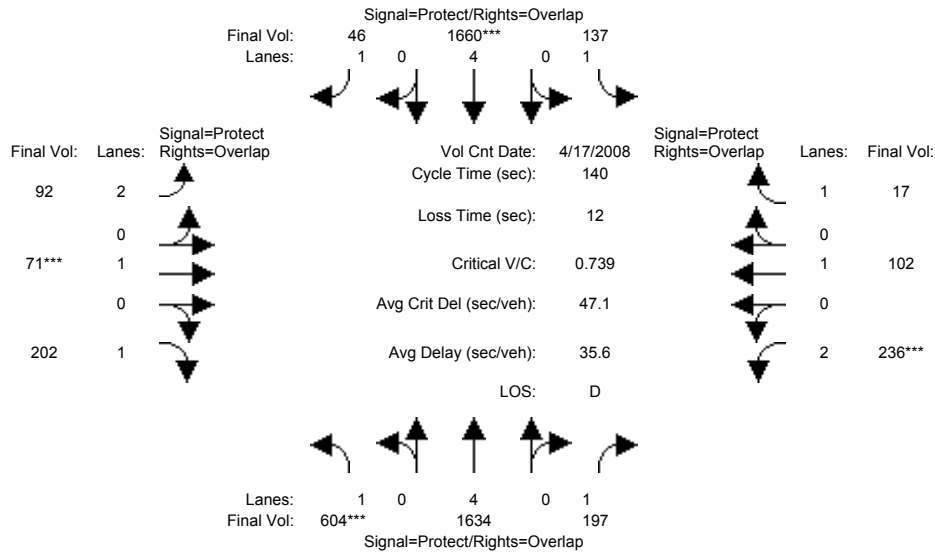 Signal=Protect/Rights=Overlap
Final Vol: 46 1660*** 137
Lanes: 1 0 4 0 1
Signal=Protect
Final Vol: Lanes: Rights=Overlap
Vol Cnt Date: 4/17/2008
Signal=Protect
Rights=Overlap Lanes: Final Vol:
Cycle Time (sec): 140
92 2
1 17
Loss Time (sec): 12
0
0
71*** 1
Critical V/C: 0.739
1 102
0
Avg Crit Del (sec/veh): 47.1
0
202 1
Avg Delay (sec/veh): 35.6
2 236***
LOS: D
Lanes: 1 0 4 0 1
Final Vol: 604*** 1634 197
Signal=Protect/Rights=Overlap